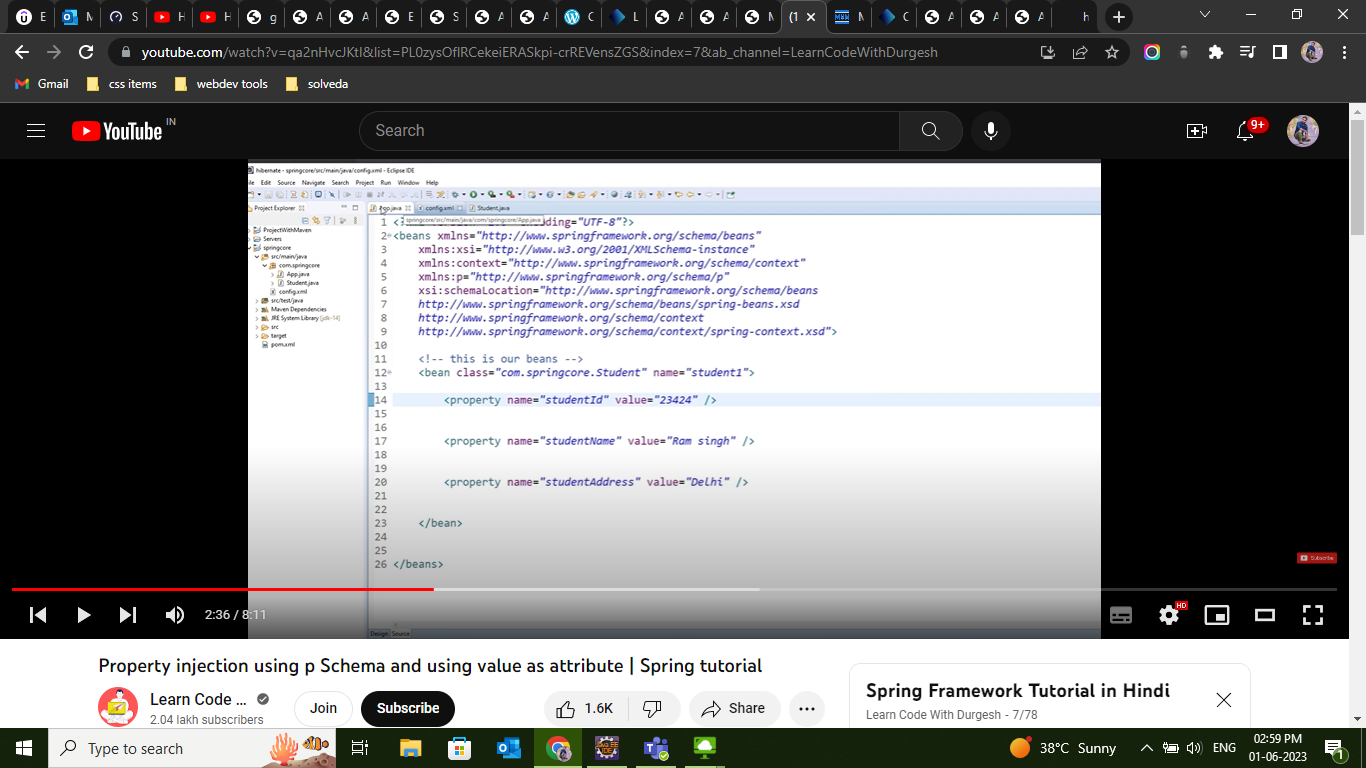 E
M
S
H
H
g
A
A
E
S
A
A
C
L
A
A
M
(1
M
C
A
A
A
h
youtube.com/watch?v=qa2nHvcJKtI&list=PL0zysOflRCekeiERASkpi-crREVensZGS&index=7&ab_channel=LearnCodeWithDurgesh
Gmail
css items
webdev tools
solveda
YouTube IN
Search
9+
hibernate - springcore/src/main/java/config.xml - Eclipse IDE
Edit Source Navigate Search Project Run Window Help
Project Explorer
App.java
config.xml
Student.java
springcore/src/main/java/com/springcore/App.java
ProjectWithMaven
Servers
springcore
src/main/java
com.springcore
App.java
Student.java
config.xml
src/test/java
Maven Dependencies
JRE System Library [jdk-14]
src
target
pom.xml
1 encoding="UTF-8"?>
2 <beans xmlns="http://www.springframework.org/schema/beans"
3 xmlns:xsi="http://www.w3.org/2001/XMLSchema-instance"
4 xmlns:context="http://www.springframework.org/schema/context"
5 xmlns:p="http://www.springframework.org/schema/p"
6 xsi:schemaLocation="http://www.springframework.org/schema/beans
7 http://www.springframework.org/schema/beans/spring-beans.xsd
8 http://www.springframework.org/schema/context
9 http://www.springframework.org/schema/context/spring-context.xsd">
10
11 <!-- this is our beans -->
12 <bean class="com.springcore.Student" name="student1">
13
14 <property name="studentId" value="23424" />
15
16
17 <property name="studentName" value="Ram singh" />
18
19
20 <property name="studentAddress" value="Delhi" />
21
22
23 </bean>
24
25
26 </beans>
Design Source
Subscribe
2:36 / 8:11
HD
Property injection using p Schema and using value as attribute | Spring tutorial
Learn Code ...
2.04 lakh subscribers
Join
Subscribe
1.6K
Share
Spring Framework Tutorial in Hindi
Learn Code With Durgesh - 7/78
Type to search
38°C Sunny
ENG
02:59 PM
01-06-2023
1